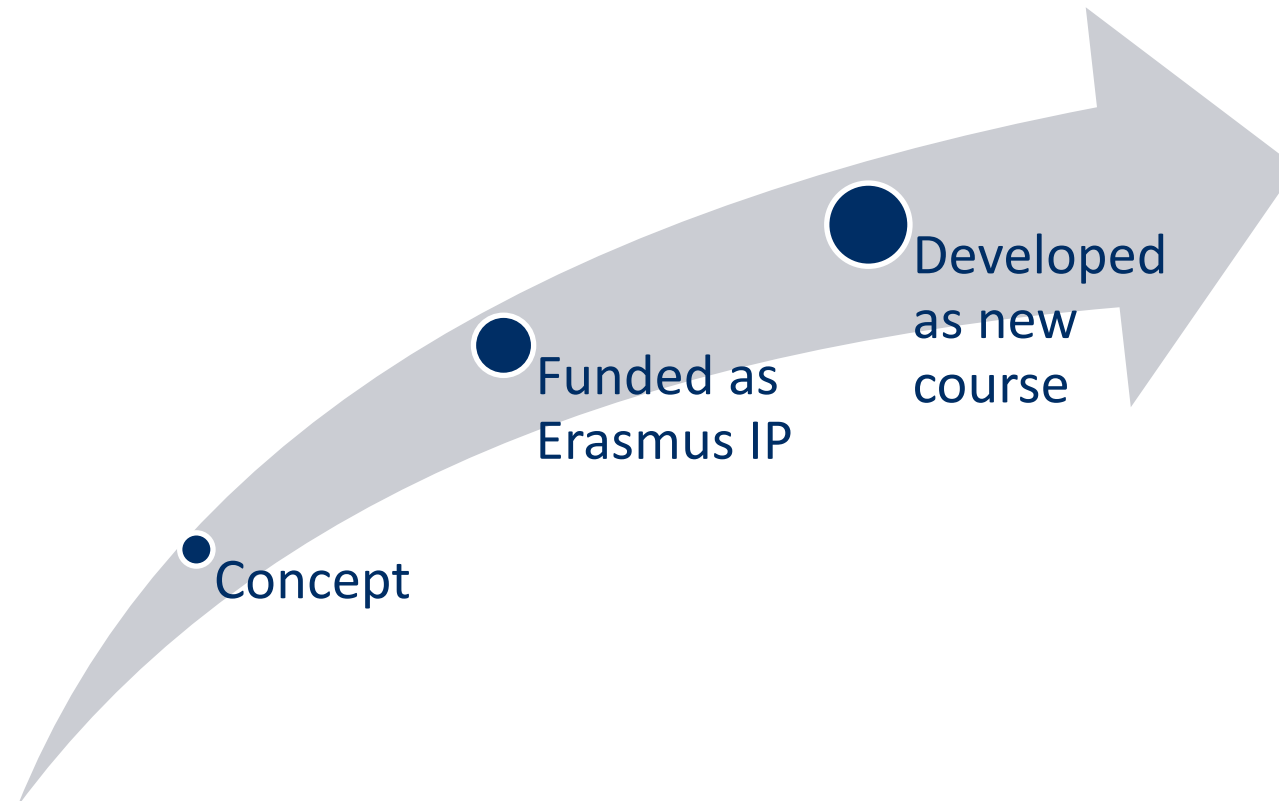 Developed
as new
course
Funded as
Erasmus IP
Concept